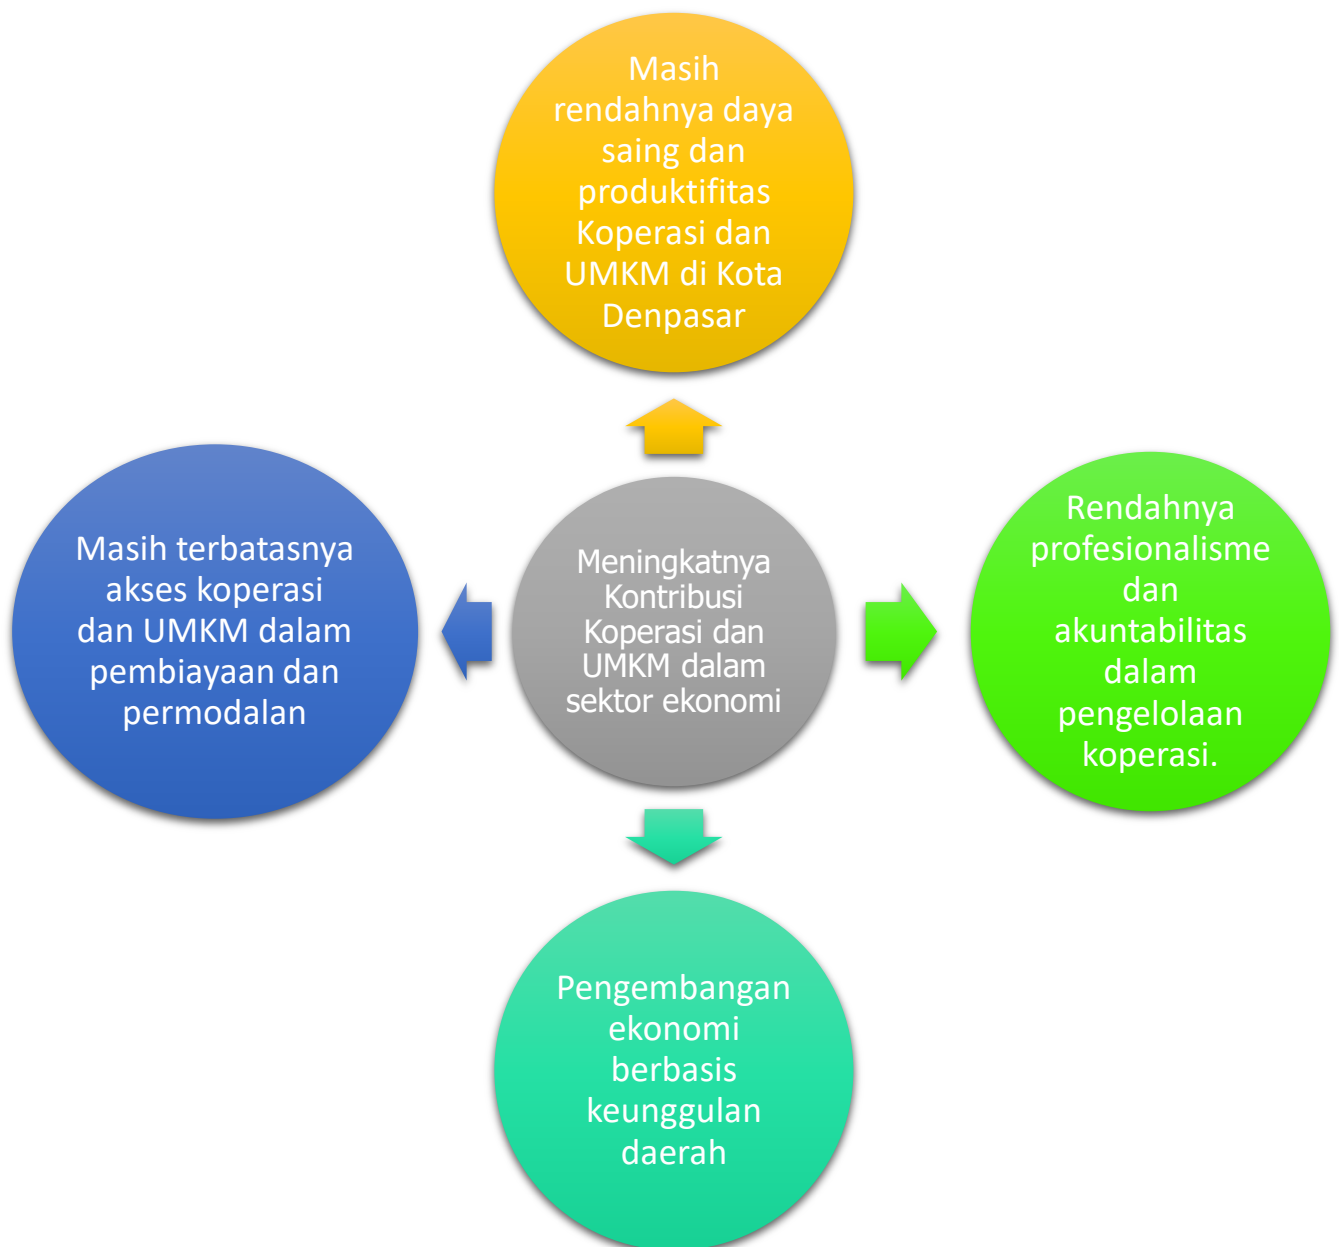 Masih
rendahnya daya
saing dan
produktifitas
Koperasi dan
UMKM di Kota
Denpasar
Masih terbatasnya
akses koperasi
dan UMKM dalam
pembiayaan dan
permodalan
Meningkatnya
Kontribusi
Koperasi dan
UMKM dalam
sektor ekonomi
Rendahnya
profesionalisme
dan
akuntabilitas
dalam
pengelolaan
koperasi.
Pengembangan
ekonomi
berbasis
keunggulan
daerah